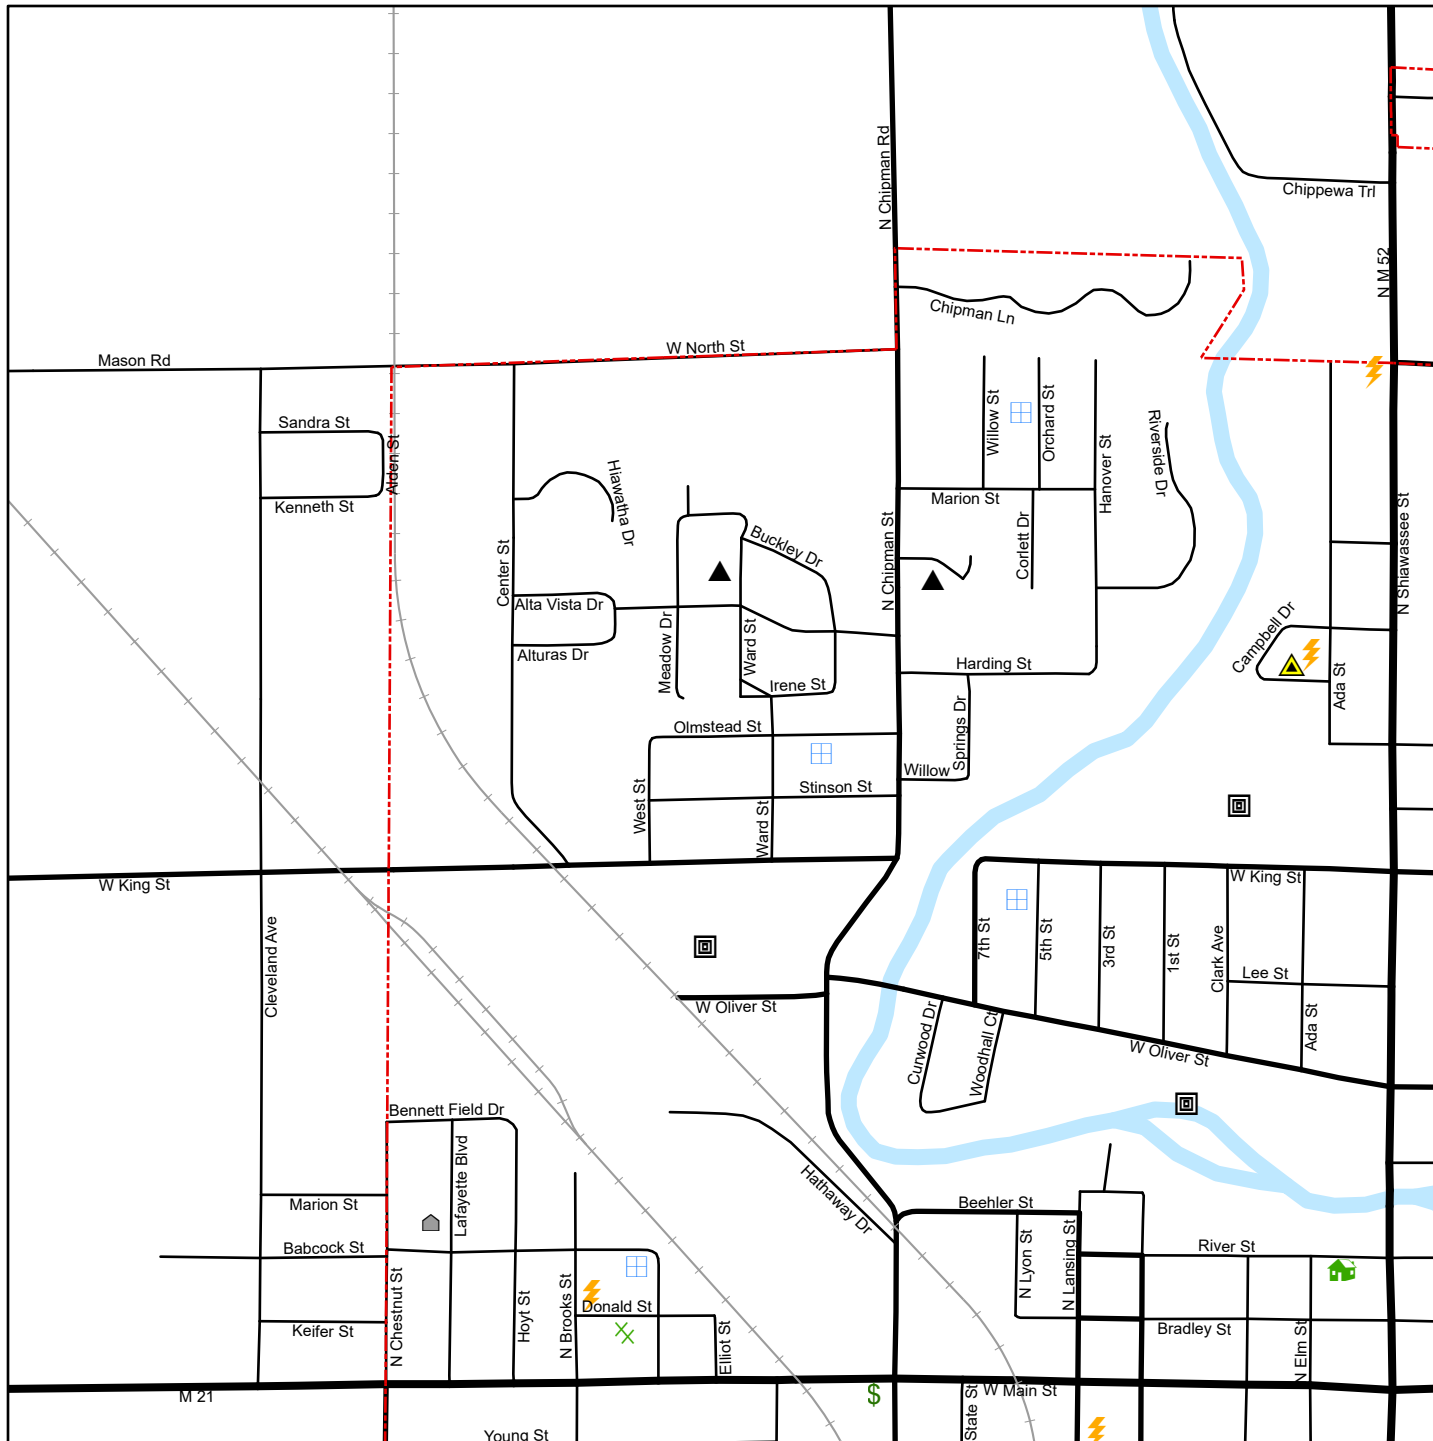 N Chipman Rd
Chippewa Trl
N M 52
Chipman Ln
W North St
Mason Rd
Sandra St
Alden St
Kenneth St
Hiawatha Dr
Willow St
Orchard St
Hanover St
Riverside Dr
Marion St
Corlett Dr
N Chipman St
N Shiawassee St
Buckley Dr
Center St
Alta Vista Dr
Alturas Dr
Meadow Dr
Ward St
Irene St
Harding St
Campbell Dr
Ada St
Olmstead St
Springs Dr
Willow
Stinson St
West St
Ward St
W King St
W King St
Cleveland Ave
7th St
5th St
3rd St
1st St
Clark Ave
Lee St
Ada St
W Oliver St
W Oliver St
Curwood Dr
Woodhall Ct
Bennett Field Dr
Lafayette Blvd
Hathaway Dr
Marion St
Beehler St
Babcock St
N Lyon St
N Lansing St
River St
N Chestnut St
Hoyt St
N Brooks St
Donald St
Elliot St
Keifer St
Bradley St
N Elm St
M 21
$
W Main St
State St
Young St